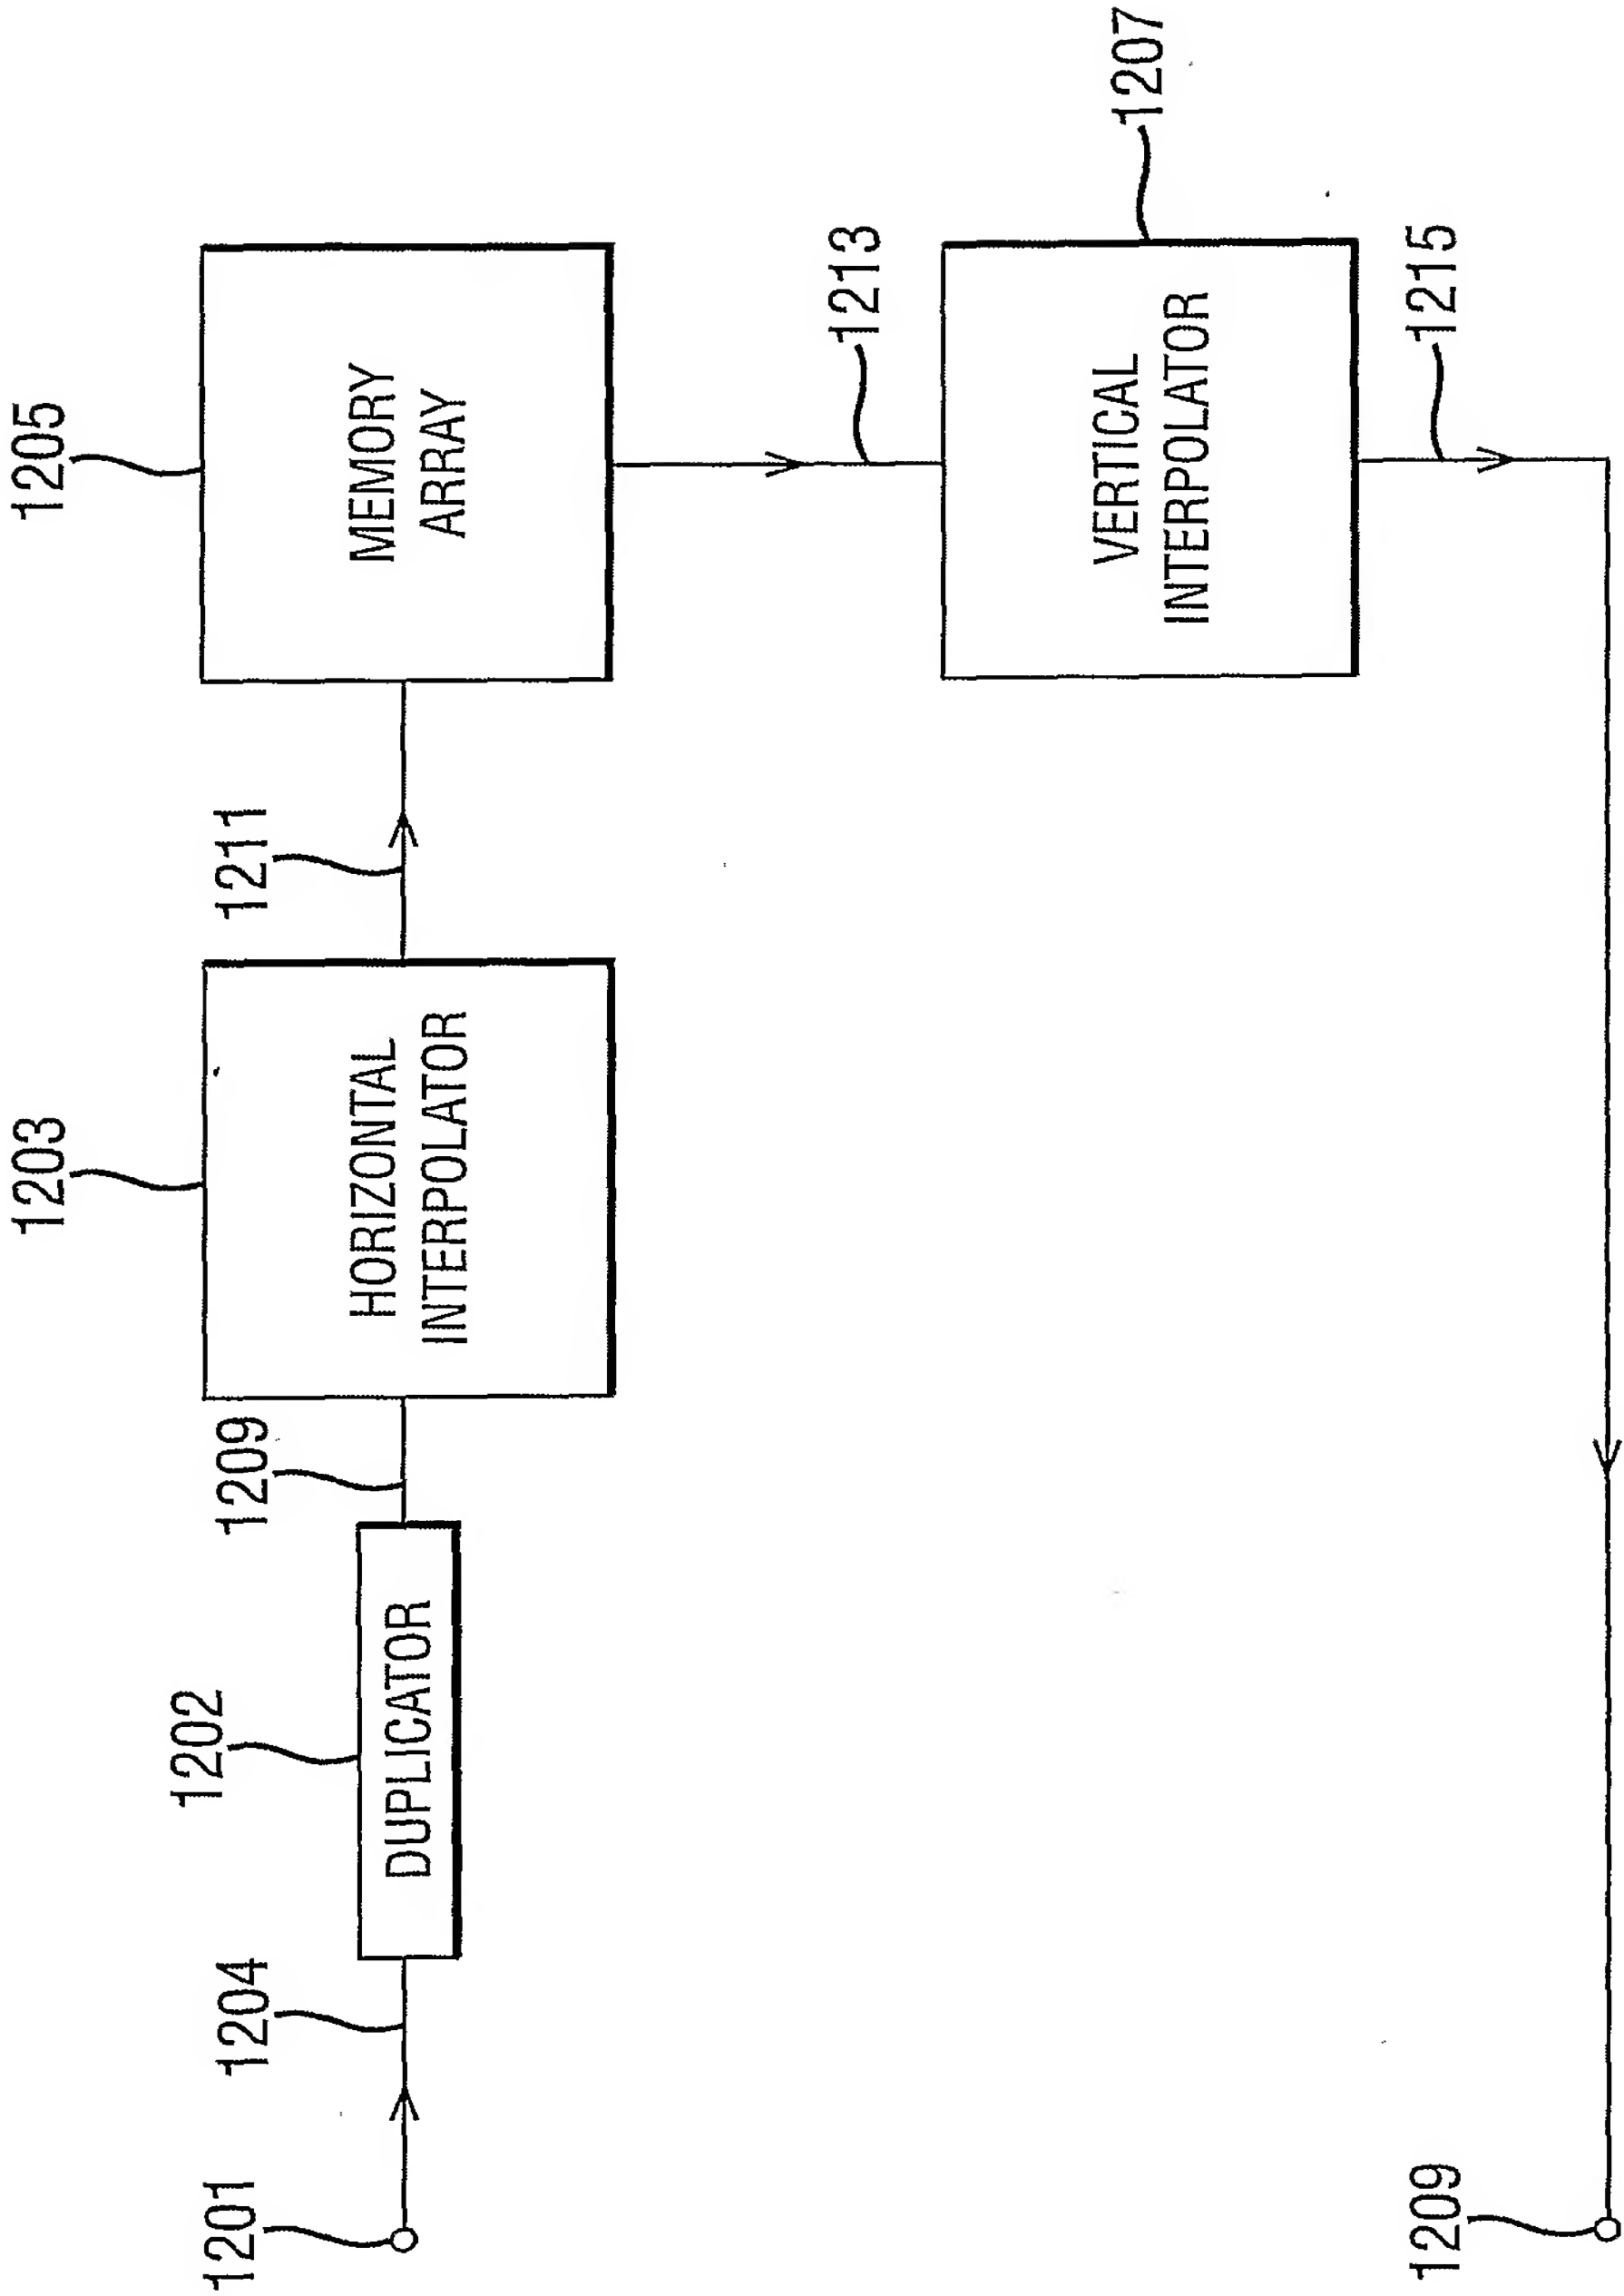 1201
1204
1202
DUPLICATOR
1209
1203
HORIZONTAL
INTERPOLATOR
1211
1205
MEMORY
ARRAY
1213
1207
VERTICAL
INTERPOLATOR
1215
1209